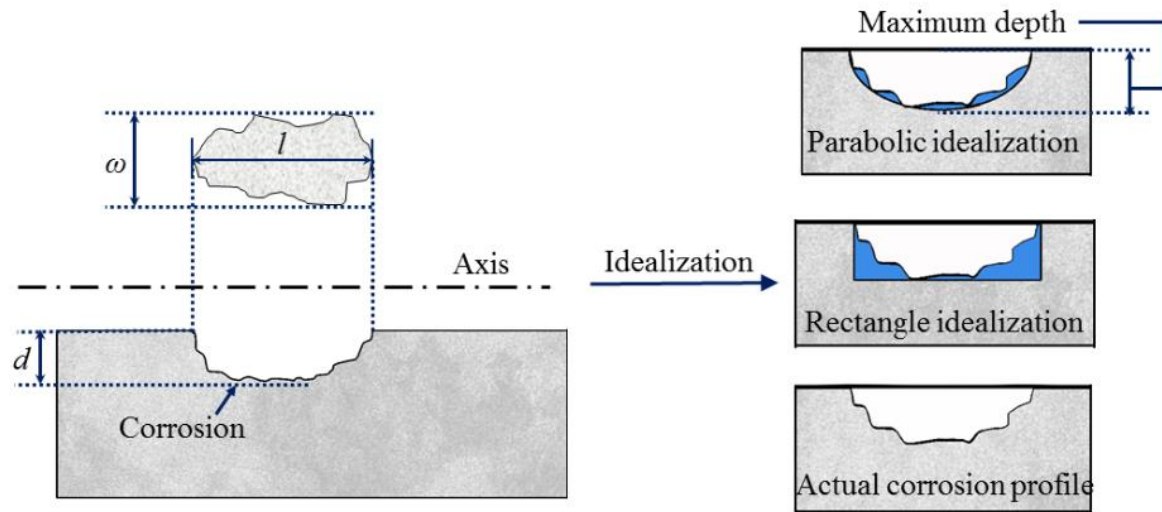 Maximum depth
Parabolic idealization
ω
l
Axis
Idealization
Rectangle idealization
d
Corrosion
Actual corrosion profile